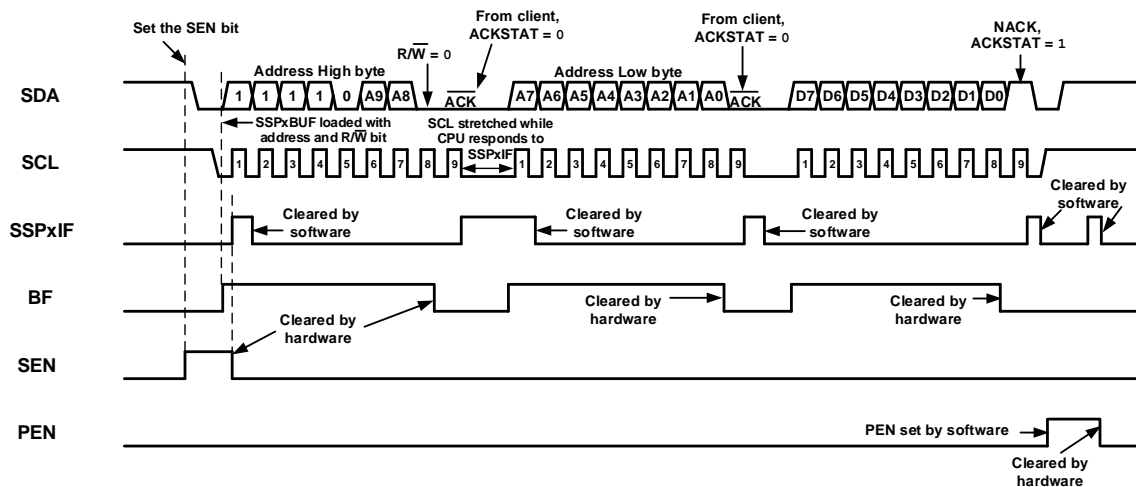 Set the SEN bit
R/W = 0
From client,
ACKSTAT = 0
From client,
ACKSTAT = 0
NACK,
ACKSTAT = 1
SDA
Address High byte
1 1 1 1 0 A9 A8
ACK
Address Low byte
A7 A6 A5 A4 A3 A2 A1 A0
ACK
D7 D6 D5 D4 D3 D2 D1 D0
SSPxBUF loaded with
address and R/W bit
SCL stretched while
CPU responds to
SSPxIF
SCL
1 2 3 4 5 6 7 8 9
1 2 3 4 5 6 7 8 9
1 2 3 4 5 6 7 8 9
SSPxIF
Cleared by
software
Cleared by
software
Cleared by
software
Cleared by
software
BF
Cleared by
hardware
Cleared by
hardware
Cleared by
hardware
SEN
PEN
PEN set by software
Cleared by
hardware